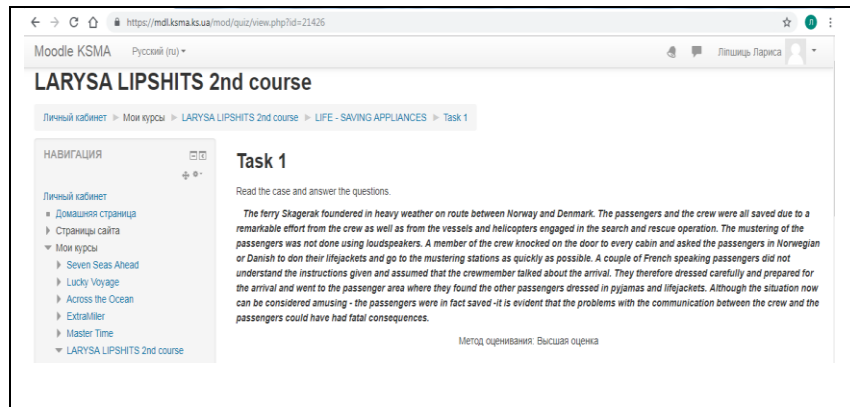 https://mdl.ksma.ks.ua/mod/quiz/view.php?id=21426
Л
Moodle KSMA Русский (ru) Ліпшиць Лариса
LARYSA LIPSHITS 2nd course
Личный кабинет Мои курсы LARYSA LIPSHITS 2nd course LIFE - SAVING APPLIANCES Task 1
НАВИГАЦИЯ
Личный кабинет
Домашняя страница
Страницы сайта
Мои курсы
Seven Seas Ahead
Lucky Voyage
Across the Ocean
ExtraMiler
Master Time
LARYSA LIPSHITS 2nd course
Task 1
Read the case and answer the questions.
The ferry Skagerak foundered in heavy weather on route between Norway and Denmark. The passengers and the crew were all saved due to a
remarkable effort from the crew as well as from the vessels and helicopters engaged in the search and rescue operation. The mustering of the
passengers was not done using loudspeakers. A member of the crew knocked on the door to every cabin and asked the passengers in Norwegian
or Danish to don their lifejackets and go to the mustering stations as quickly as possible. A couple of French speaking passengers did not
understand the instructions given and assumed that the crewmember talked about the arrival. They therefore dressed carefully and prepared for
the arrival and went to the passenger area where they found the other passengers dressed in pyjamas and lifejackets. Although the situation now
can be considered amusing - the passengers were in fact saved -it is evident that the problems with the communication between the crew and the
passengers could have had fatal consequences.
Метод оценивания: Высшая оценка